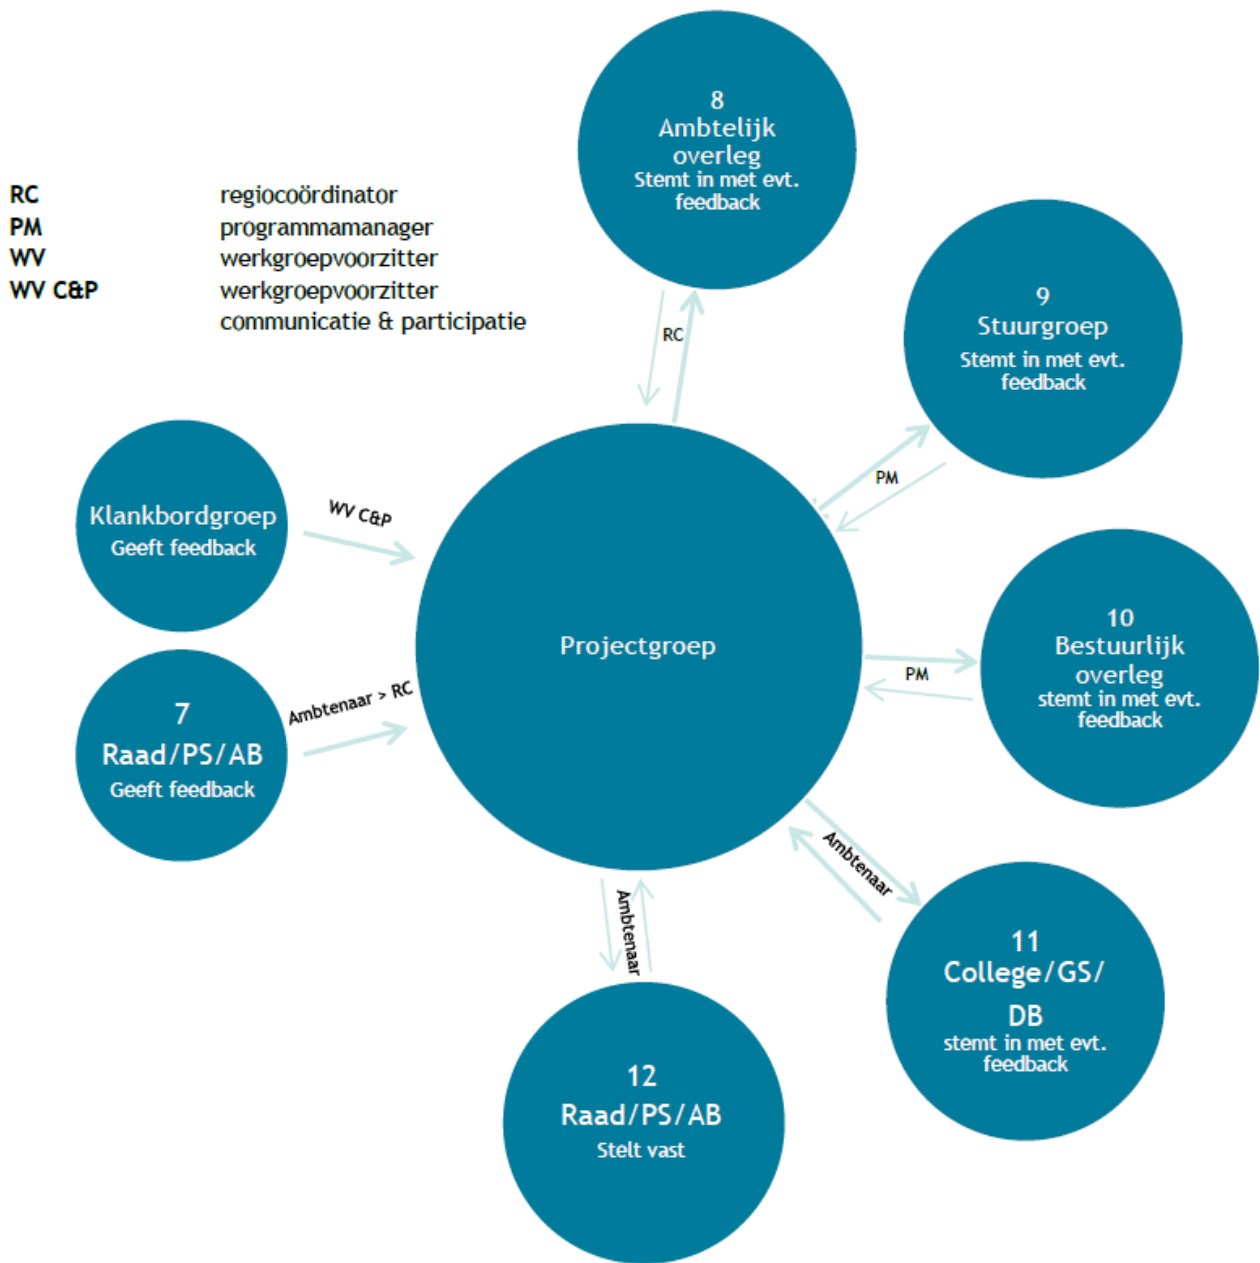 RC regiocoördinator
PM programmamanager
WV werkgroepvoorzitter
WV C&P werkgroepvoorzitter
communicatie & participatie
8
Ambtelijk
overleg
Stemt in met evt.
feedback
RC
9
Stuurgroep
Stemt in met evt.
feedback
PM
Klankbordgroep
Geeft feedback
WV C&P
Projectgroep
10
Bestuurlijk
overleg
stemt in met evt.
feedback
PM
7
Raad/PS/AB
Geeft feedback
Ambtenaar > RC
11
College/GS/
DB
stemt in met evt.
feedback
Ambtenaar
12
Raad/PS/AB
Stelt vast
Ambtenaar